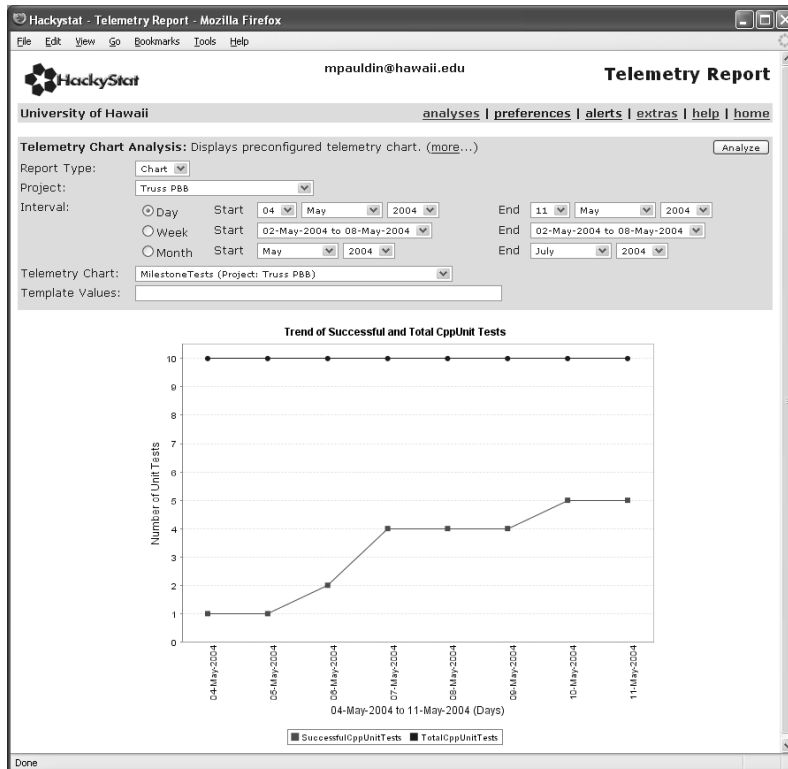 Hackystat - Telemetry Report - Mozilla Firefox
File Edit View Go Bookmarks Tools Help
HackyStat mpauldin@hawaii.edu Telemetry Report
University of Hawaii analyses | preferences | alerts | extras | help | home
Telemetry Chart Analysis: Displays preconfigured telemetry chart. (more...) Analyze
Report Type: Chart
Project: Truss PBB
Interval: Day Start 04 May 2004 End 11 May 2004
Week Start 02-May-2004 to 08-May-2004 End 02-May-2004 to 08-May-2004
Month Start May 2004 End July 2004
Telemetry Chart: MilestoneTests (Project: Truss PBB)
Template Values:
Trend of Successful and Total CppUnit Tests
Number of Unit Tests
10
9
8
7
6
5
4
3
2
1
0
04-May-2004
05-May-2004
06-May-2004
07-May-2004
08-May-2004
09-May-2004
10-May-2004
11-May-2004
04-May-2004 to 11-May-2004 (Days)
SuccessfulCppUnitTests TotalCppUnitTests
Done